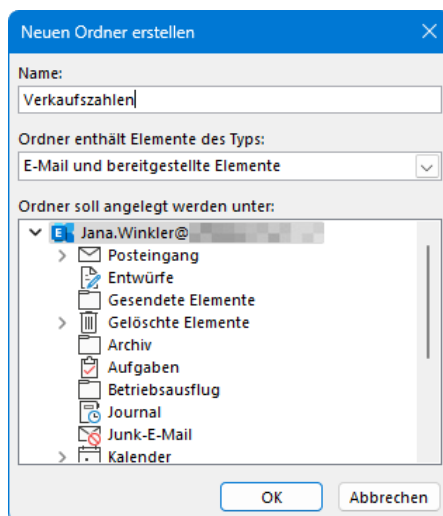 Neuen Ordner erstellen
Name:
Verkaufszahlen
Ordner enthält Elemente des Typs:
E-Mail und bereitgestellte Elemente
Ordner soll angelegt werden unter:
Jana.Winkler@
Posteingang
Entwürfe
Gesendete Elemente
Gelöschte Elemente
Archiv
Aufgaben
Betriebsausflug
Journal
Junk-E-Mail
Kalender
OK
Abbrechen